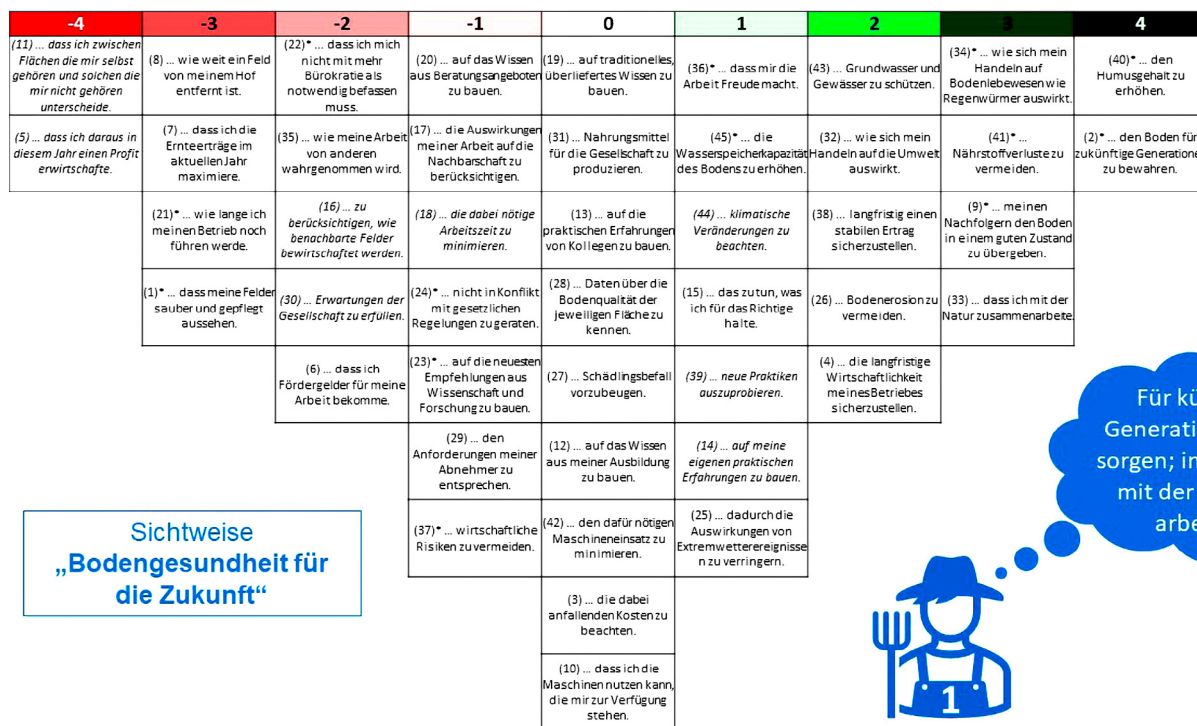 -4 -3 -2 -1 0 1 2 3 4
(11) ... dass ich zwischen
Flächen die mir selbst
gehören und solchen die
mir nicht gehören
unterscheide.
(8) ... wie weit ein Feld
von meinem Hof
entfernt ist.
(22)* ... dass ich mich
nicht mit mehr
Bürokratie als
notwendig befassen
muss.
(20) ... auf das Wissen
aus Beratungsangeboten
zu bauen.
(19) ... auf traditionelles,
überliefertes Wissen zu
bauen.
(36)* ... dass mir die
Arbeit Freude macht.
(43) ... Grundwasser und
Gewässer zu schützen.
(34)* ... wie sich mein
Handeln auf
Bodenlebewesen wie
Regenwürmer auswirkt.
(40)* ... den
Humusgehalt zu
erhöhen.
(5) ... dass ich daraus in
diesem Jahr einen Profit
erwirtschafte.
(7) ... dass ich die
Ernteerträge im
aktuellen Jahr
maximiere.
(35) ... wie meine Arbeit
von anderen
wahrgenommen wird.
(17) ... die Auswirkungen
meiner Arbeit auf die
Nachbarschaft zu
berücksichtigen.
(31) ... Nahrungsmittel
für die Gesellschaft zu
produzieren.
(45)* ... die
Wasserspeicherkapazität
des Bodens zu erhöhen.
(32) ... wie sich mein
Handeln auf die Umwelt
auswirkt.
(41)* ...
Nährstoffverluste zu
vermeiden.
(2)* ... den Boden für
zukünftige Generatione
zu bewahren.
(21)* ... wie lange ich
meinen Betrieb noch
führen werde.
(16) ... zu
berücksichtigen, wie
benachbarte Felder
bewirtschaftet werden.
(18) ... die dabei nötige
Arbeitszeit zu
minimieren.
(13) ... auf die
praktischen Erfahrungen
von Kollegen zu bauen.
(44) ... klimatische
Veränderungen zu
beachten.
(38) ... langfristig einen
stabilen Ertrag
sicherzustellen.
(9)* ... meinen
Nachfolgern den Boden
in einem guten Zustand
zu übergeben.
(1)* ... dass meine Felder
sauber und gepflegt
aussehen.
(30) ... Erwartungen der
Gesellschaft zu erfüllen.
(24)* ... nicht in Konflikt
mit gesetzlichen
Regelungen zu geraten.
(28) ... Daten über die
Bodenqualität der
jeweiligen Fläche zu
kennen.
(15) ... das zu tun, was
ich für das Richtige
halte.
(26) ... Bodenerosion zu
vermeiden.
(33) ... dass ich mit der
Natur zusammenarbeite.
(6) ... dass ich
Fördergelder für meine
Arbeit bekomme.
(23)* ... auf die neuesten
Empfehlungen aus
Wissenschaft und
Forschung zu bauen.
(27) ... Schädlingsbefall
vorzubeugen.
(39) ... neue Praktiken
auszuprobieren.
(4) ... die langfristige
Wirtschaftlichkeit
meines Betriebes
sicherzustellen.
(29) ... den
Anforderungen meiner
Abnehmer zu
entsprechen.
(12) ... auf das Wissen
aus meiner Ausbildung
zu bauen.
(14) ... auf meine
eigenen praktischen
Erfahrungen zu bauen.
(37)* ... wirtschaftliche
Risiken zu vermeiden.
(42) ... den dafür nötigen
Maschineneinsatz zu
minimieren.
(25) ... dadurch die
Auswirkungen von
Extremwetterereignisse
n zu verringern.
(3) ... die dabei
anfallenden Kosten zu
beachten.
(10) ... dass ich die
Maschinen nutzen kann,
die mir zur Verfügung
stehen.
Sichtweise
„Bodengesundheit für
die Zukunft“
Für kü
Generati
sorgen; in
mit der
arbe
1